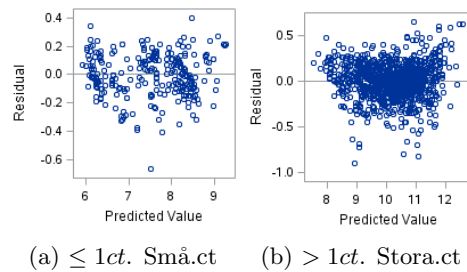 0.4
0.2
0.0
-0.2
-0.4
-0.6
Residual
6 7 8 9
Predicted Value
0.5
0.0
-0.5
-1.0
Residual
8 9 10 11 12
Predicted Value
(a) ≤ 1ct. Små.ct
(b) > 1ct. Stora.ct